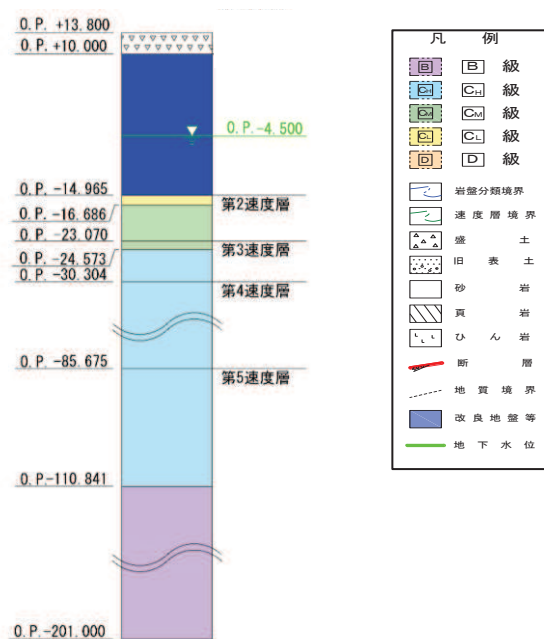 O.P.+13.800
O.P.+10.000
O.P.-4.500
O.P.-14.965
第2速度層
O.P.-16.686
O.P.-23.070
第3速度層
O.P.-24.573
O.P.-30.304
第4速度層
O.P.-85.675
第5速度層
O.P.-110.841
O.P.-201.000
凡 例
B B 級
CH CH 級
CM CM 級
CL CL 級
D D 級
岩盤分類境界
速度層境界
盛 土
旧 表 土
砂 岩
頁 岩
ひ ん 岩
断 層
地 質 境 界
改 良 地 盤 等
地 下 水 位